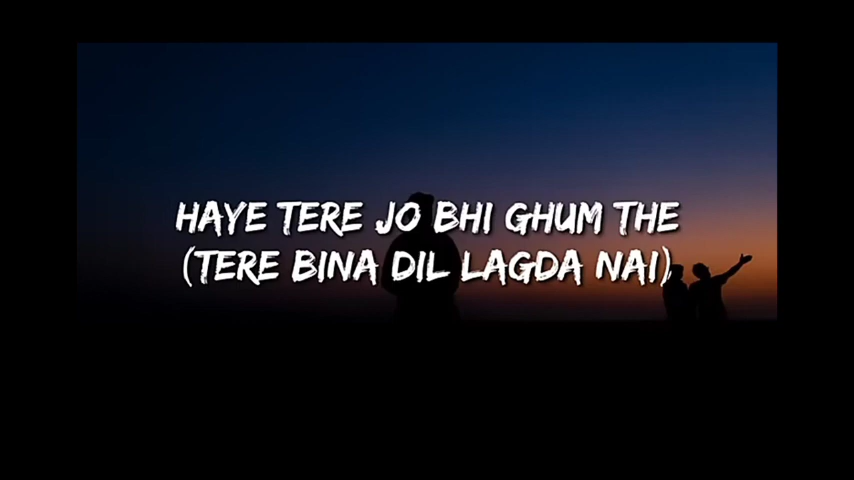 HAYE TERE JO BHI GHUM THE
(TERE BINA DIL LAGDA NAI)